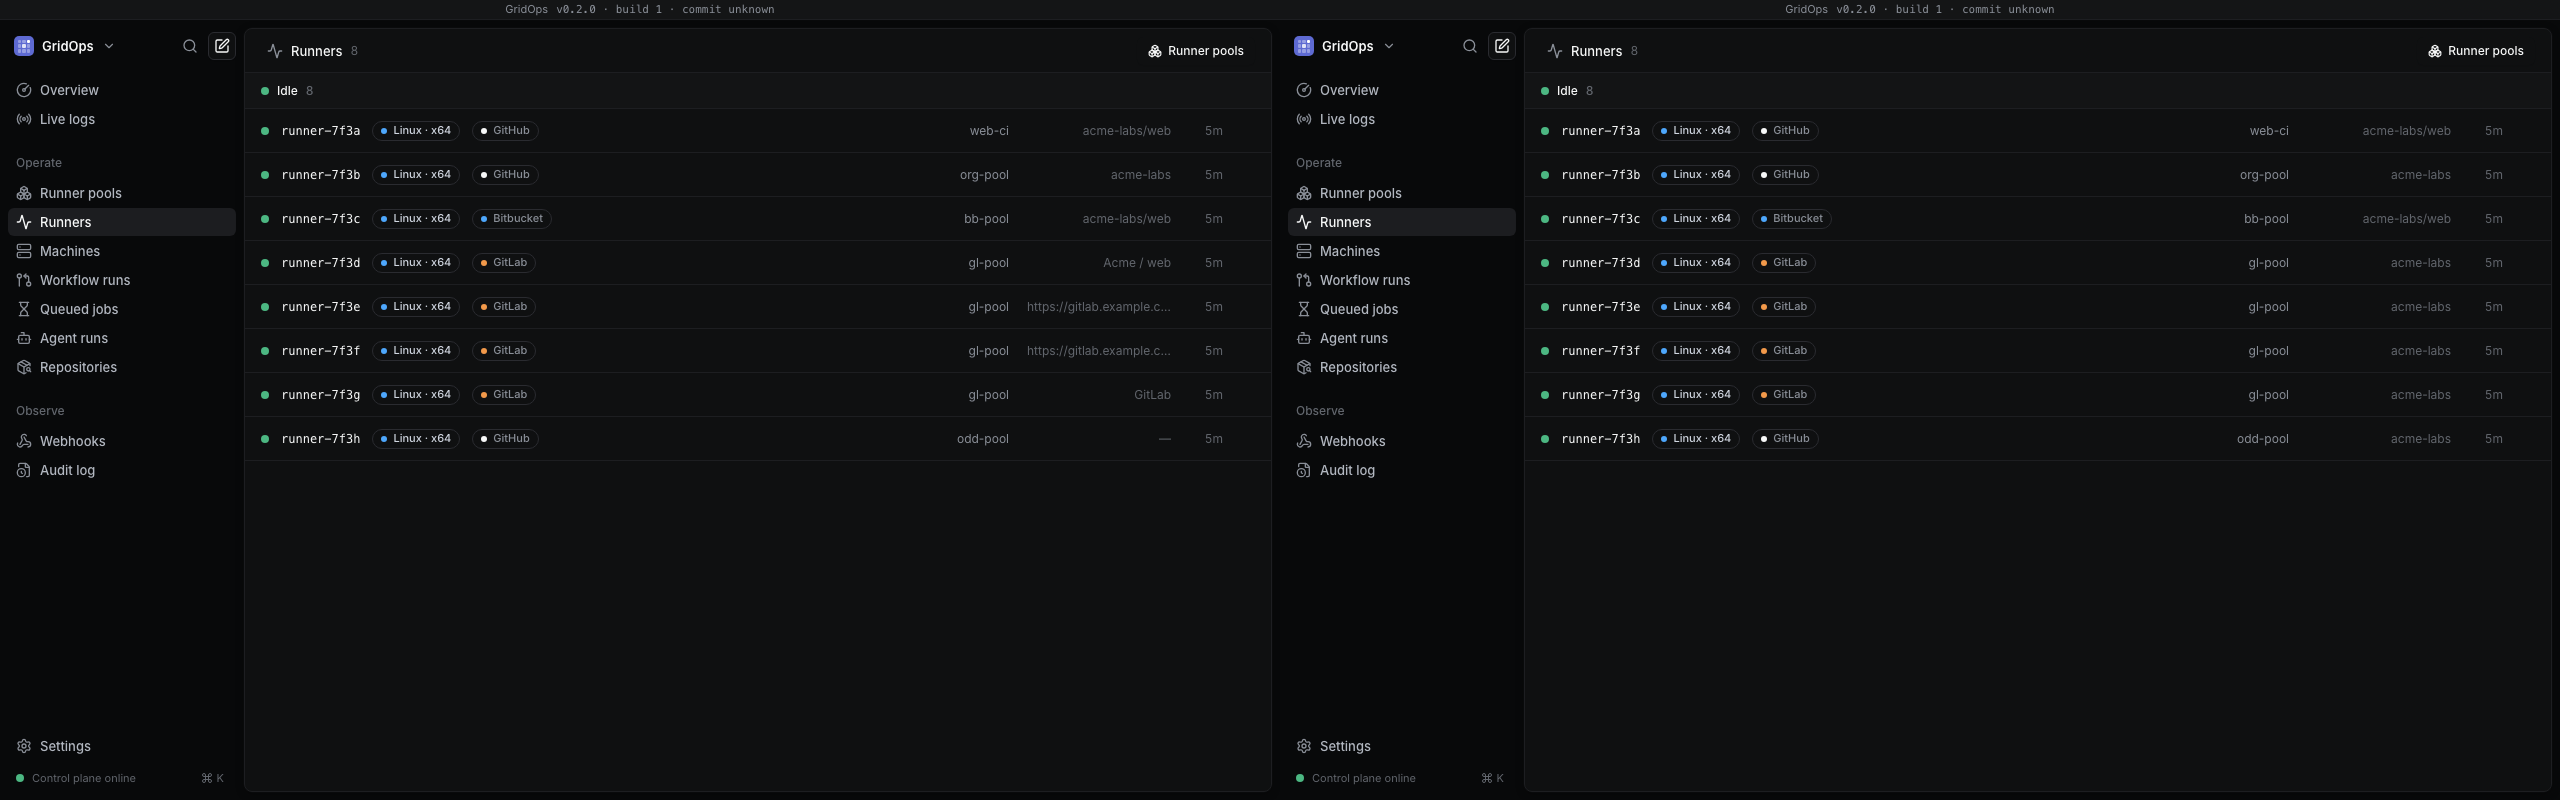 GridOps v0.2.0 · build 1 · commit unknown
GridOps
Overview
Live logs
Operate
Runner pools
Runners
Machines
Workflow runs
Queued jobs
Agent runs
Repositories
Observe
Webhooks
Audit log
Settings
Control plane online ⌘ K
Runners 8 Runner pools
Idle 8
runner-7f3a Linux · x64 GitHub web-ci acme-labs/web 5m
runner-7f3b Linux · x64 GitHub org-pool acme-labs 5m
runner-7f3c Linux · x64 Bitbucket bb-pool acme-labs/web 5m
runner-7f3d Linux · x64 GitLab gl-pool Acme / web 5m
runner-7f3e Linux · x64 GitLab gl-pool https://gitlab.example.c... 5m
runner-7f3f Linux · x64 GitLab gl-pool https://gitlab.example.c... 5m
runner-7f3g Linux · x64 GitLab gl-pool GitLab 5m
runner-7f3h Linux · x64 GitHub odd-pool — 5m
GridOps v0.2.0 · build 1 · commit unknown
GridOps
Overview
Live logs
Operate
Runner pools
Runners
Machines
Workflow runs
Queued jobs
Agent runs
Repositories
Observe
Webhooks
Audit log
Settings
Control plane online ⌘ K
Runners 8 Runner pools
Idle 8
runner-7f3a Linux · x64 GitHub web-ci acme-labs/web 5m
runner-7f3b Linux · x64 GitHub org-pool acme-labs 5m
runner-7f3c Linux · x64 Bitbucket bb-pool acme-labs/web 5m
runner-7f3d Linux · x64 GitLab gl-pool acme-labs 5m
runner-7f3e Linux · x64 GitLab gl-pool acme-labs 5m
runner-7f3f Linux · x64 GitLab gl-pool acme-labs 5m
runner-7f3g Linux · x64 GitLab gl-pool acme-labs 5m
runner-7f3h Linux · x64 GitHub odd-pool acme-labs 5m